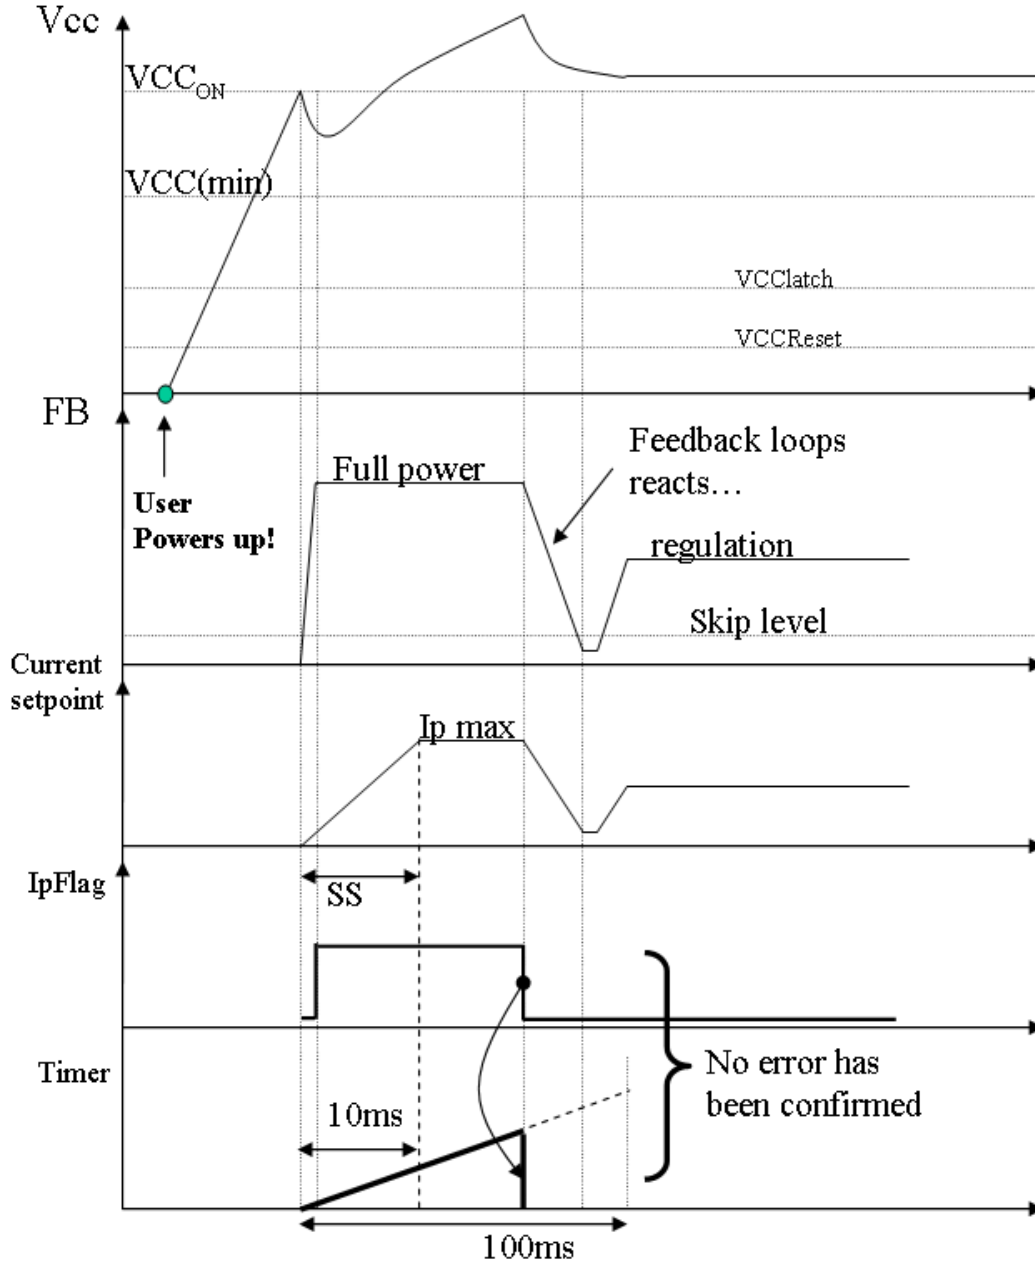 Vcc
VCC_ON
VCC(min)
VCClatch
VCCReset
FB
Full power
Feedback loops
reacts…
User
Powers up!
regulation
Skip level
Current
setpoint
Ip max
IpFlag
SS
Timer
No error has
been confirmed
10ms
100ms